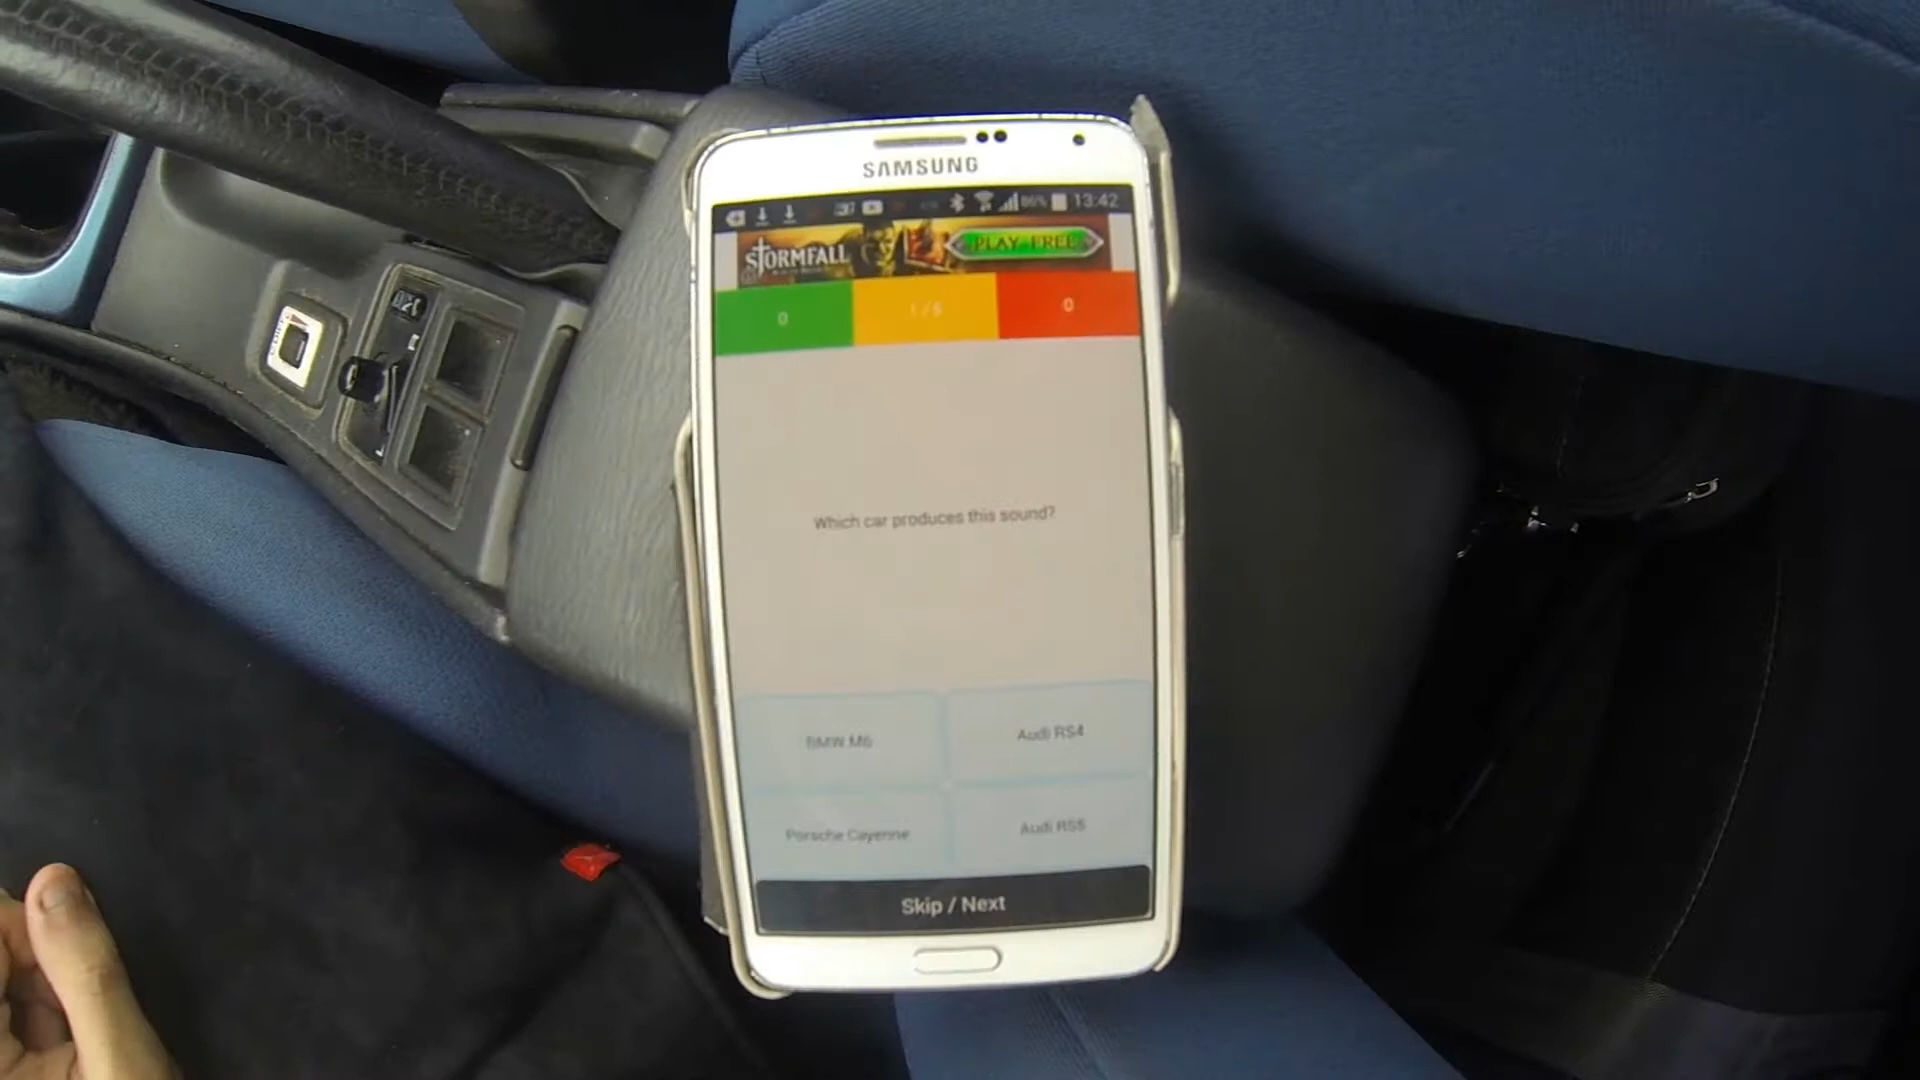 SAMSUNG
86% 13:42
STORMFALL
PLAY FREE
0
1 / 5
0
Which car produces this sound?
BMW M6
Audi RS4
Porsche Cayenne
Audi RS5
Skip / Next